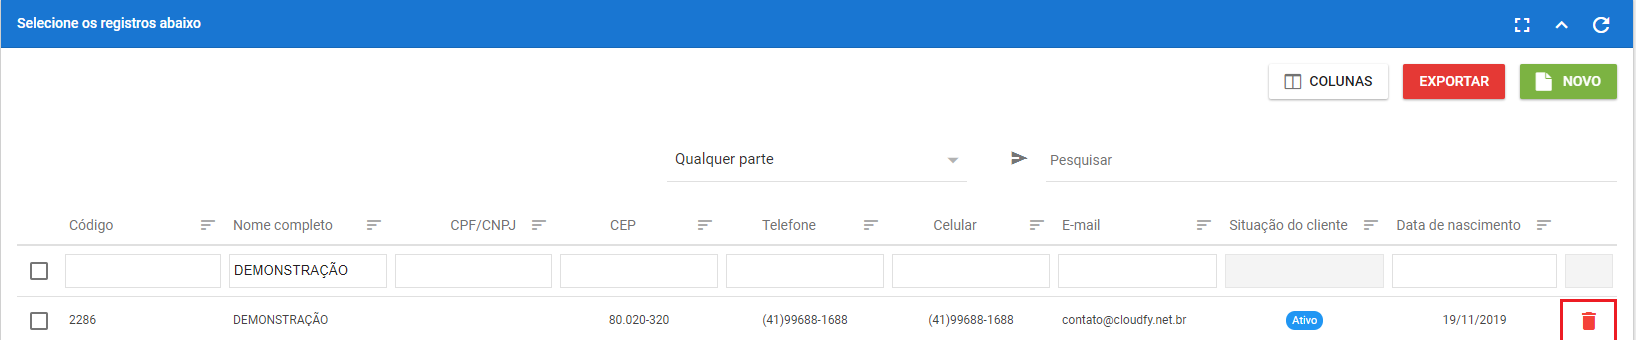 Selecione os registros abaixo
COLUNAS EXPORTAR NOVO
Qualquer parte Pesquisar
Código Nome completo CPF/CNPJ CEP Telefone Celular E-mail Situação do cliente Data de nascimento
DEMONSTRAÇÃO
2286 DEMONSTRAÇÃO 80.020-320 (41)99688-1688 (41)99688-1688 contato@cloudfy.net.br Ativo 19/11/2019